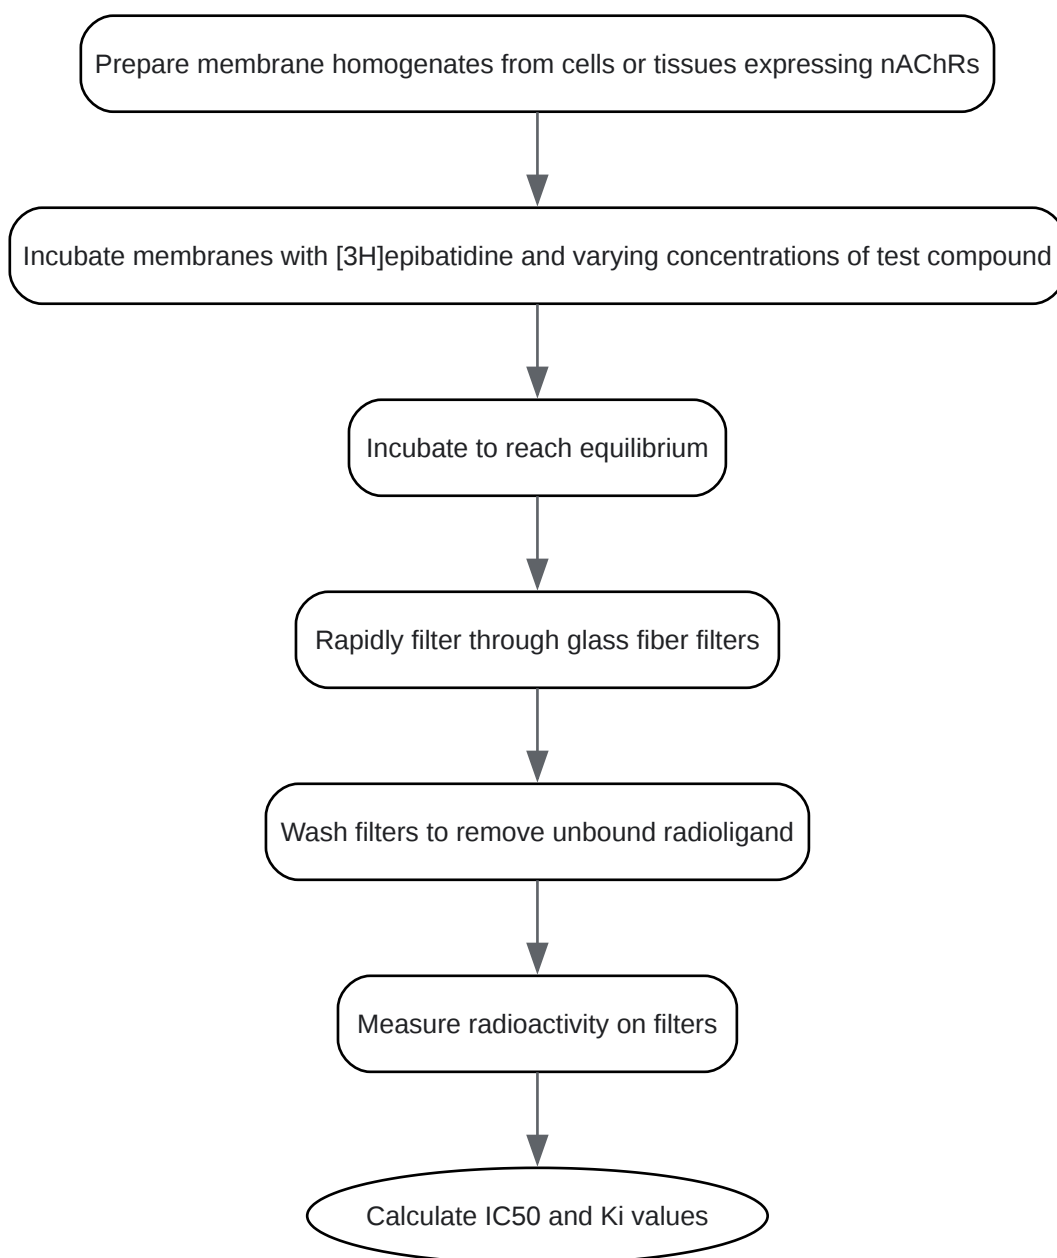 Prepare membrane homogenates from cells or tissues expressing nAChRs
Incubate membranes with [3H]epibatidine and varying concentrations of test compound
Incubate to reach equilibrium
Rapidly filter through glass fiber filters
Wash filters to remove unbound radioligand
Measure radioactivity on filters
Calculate IC50 and Ki values